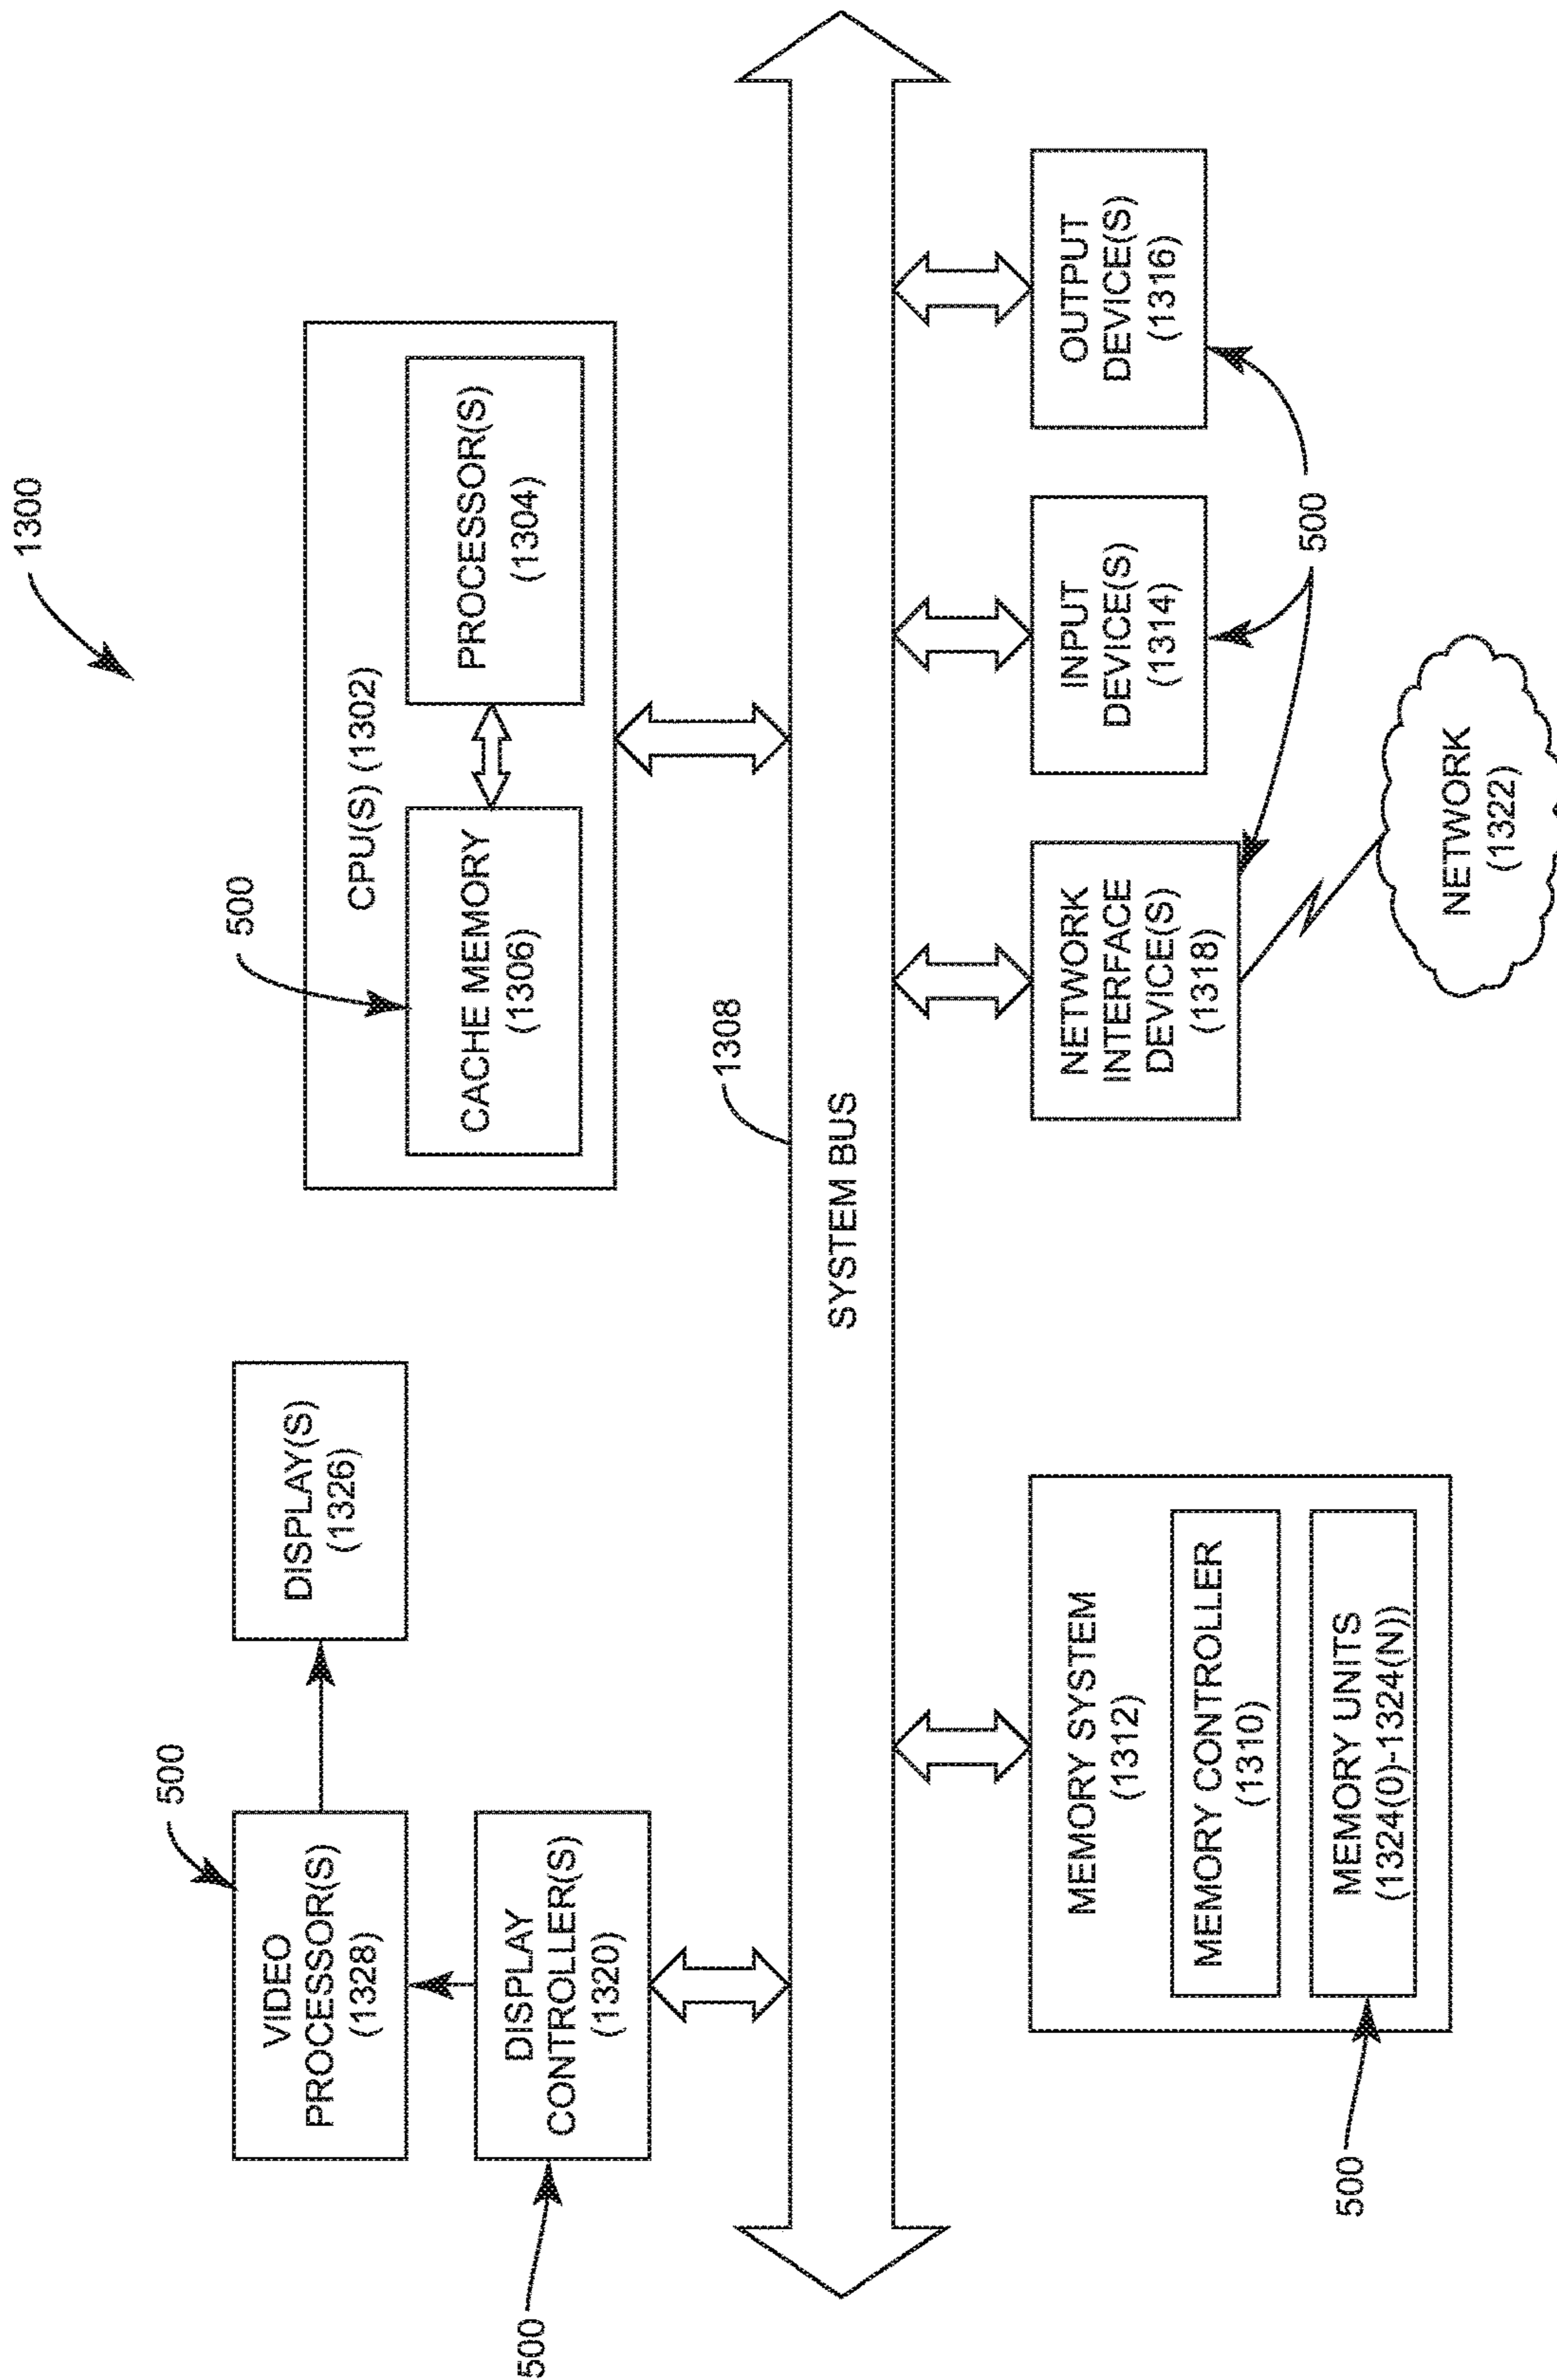 1300
500
VIDEO
PROCESSOR(S)
(1328)
DISPLAY(S)
(1326)
500
DISPLAY
CONTROLLER(S)
(1320)
500
CPU(S) (1302)
CACHE MEMORY
(1306)
PROCESSOR(S)
(1304)
1308
SYSTEM BUS
MEMORY SYSTEM
(1312)
MEMORY CONTROLLER
(1310)
MEMORY UNITS
(1324(0)-1324(N))
500
NETWORK
INTERFACE
DEVICE(S)
(1318)
INPUT
DEVICE(S)
(1314)
OUTPUT
DEVICE(S)
(1316)
500
NETWORK
(1322)